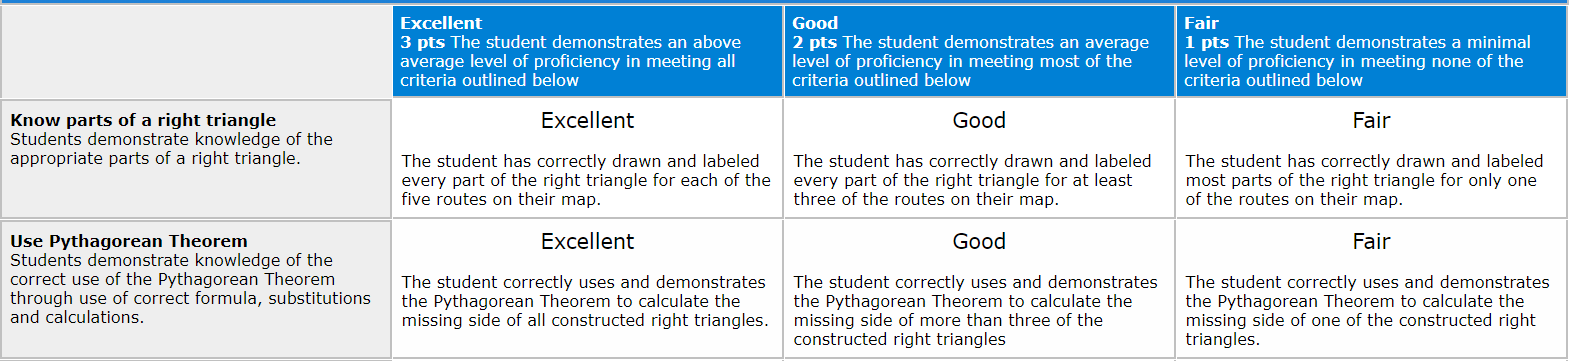 Excellent
3 pts The student demonstrates an above
average level of proficiency in meeting all
criteria outlined below
Good
2 pts The student demonstrates an average
level of proficiency in meeting most of the
criteria outlined below
Fair
1 pts The student demonstrates a minimal
level of proficiency in meeting none of the
criteria outlined below
Know parts of a right triangle
Students demonstrate knowledge of the
appropriate parts of a right triangle.
Excellent
The student has correctly drawn and labeled
every part of the right triangle for each of the
five routes on their map.
Good
The student has correctly drawn and labeled
every part of the right triangle for at least
three of the routes on their map.
Fair
The student has correctly drawn and labeled
most parts of the right triangle for only one
of the routes on their map.
Use Pythagorean Theorem
Students demonstrate knowledge of the
correct use of the Pythagorean Theorem
through use of correct formula, substitutions
and calculations.
Excellent
The student correctly uses and demonstrates
the Pythagorean Theorem to calculate the
missing side of all constructed right triangles.
Good
The student correctly uses and demonstrates
the Pythagorean Theorem to calculate the
missing side of more than three of the
constructed right triangles
Fair
The student correctly uses and demonstrates
the Pythagorean Theorem to calculate the
missing side of one of the constructed right
triangles.